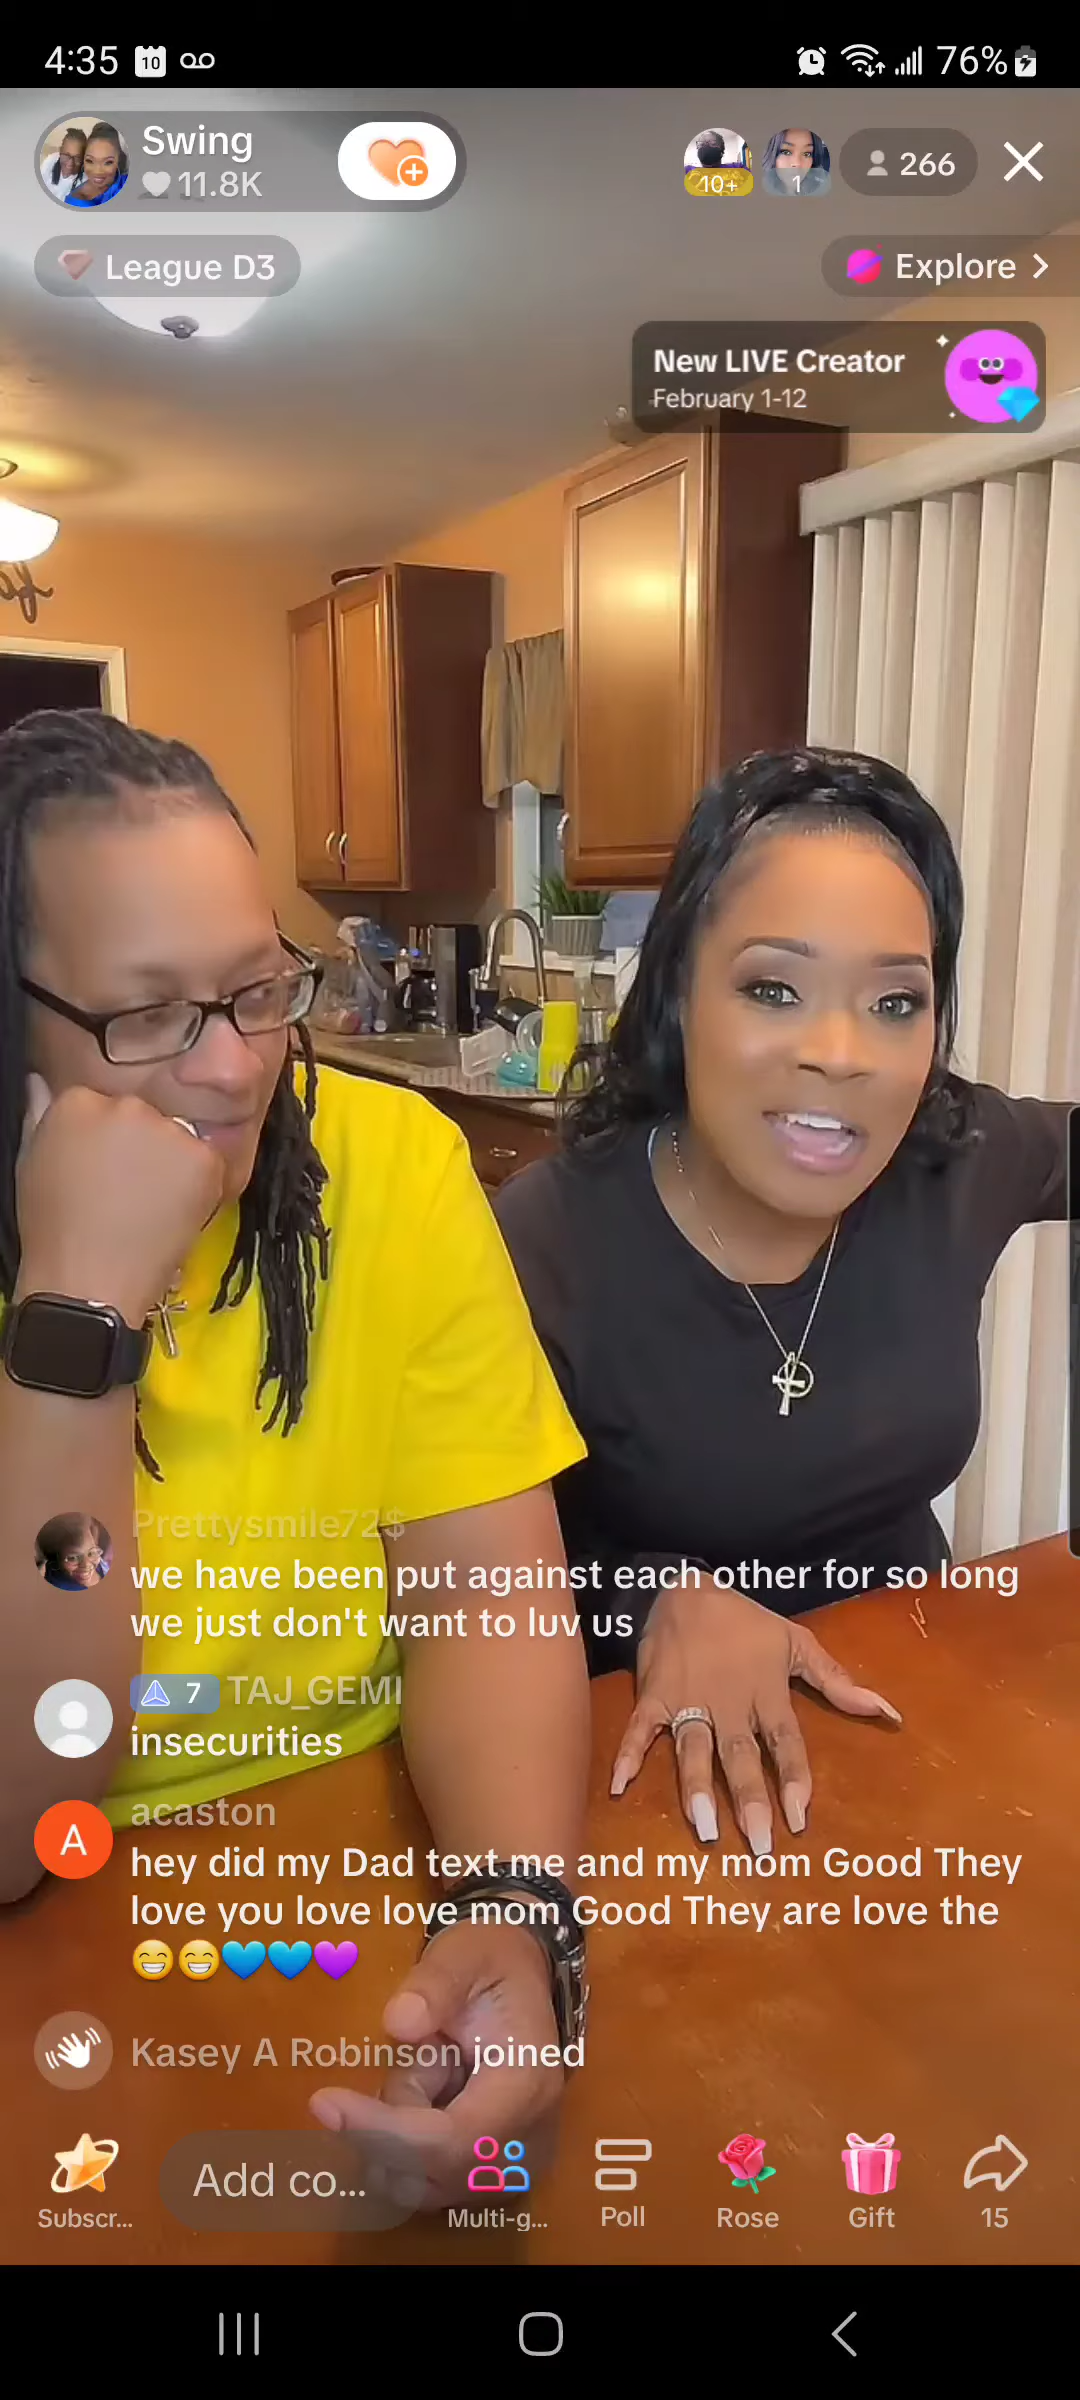 4:35
10
76%
Swing
11.8K
10+
1
266
League D3
Explore
New LIVE Creator
February 1-12
Prettysmile72$
we have been put against each other for so long
we just don't want to luv us
7 TAJ_GEMI
insecurities
A
acaston
hey did my Dad text me and my mom Good They
love you love love mom Good They are love the
😁😁💙💙💜
Kasey A Robinson joined
Add co...
Subscr...
Multi-g...
Poll
Rose
Gift
15